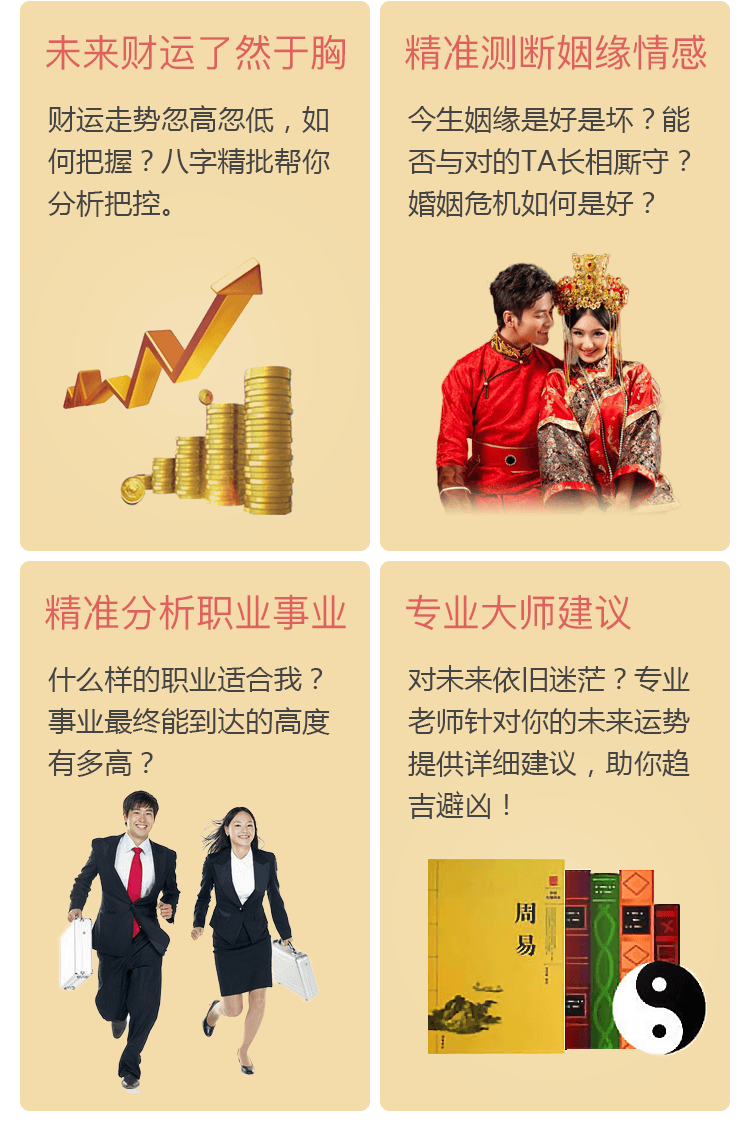 未来财运了然于胸
财运走势忽高忽低，如
何把握？八字精批帮你
分析把控。
精准测断姻缘情感
今生姻缘是好是坏？能
否与对的TA长相厮守？
婚姻危机如何是好？
精准分析职业事业
什么样的职业适合我？
事业最终能到达的高度
有多高？
专业大师建议
对未来依旧迷茫？专业
老师针对你的未来运势
提供详细建议，助你趋
吉避凶！
周易